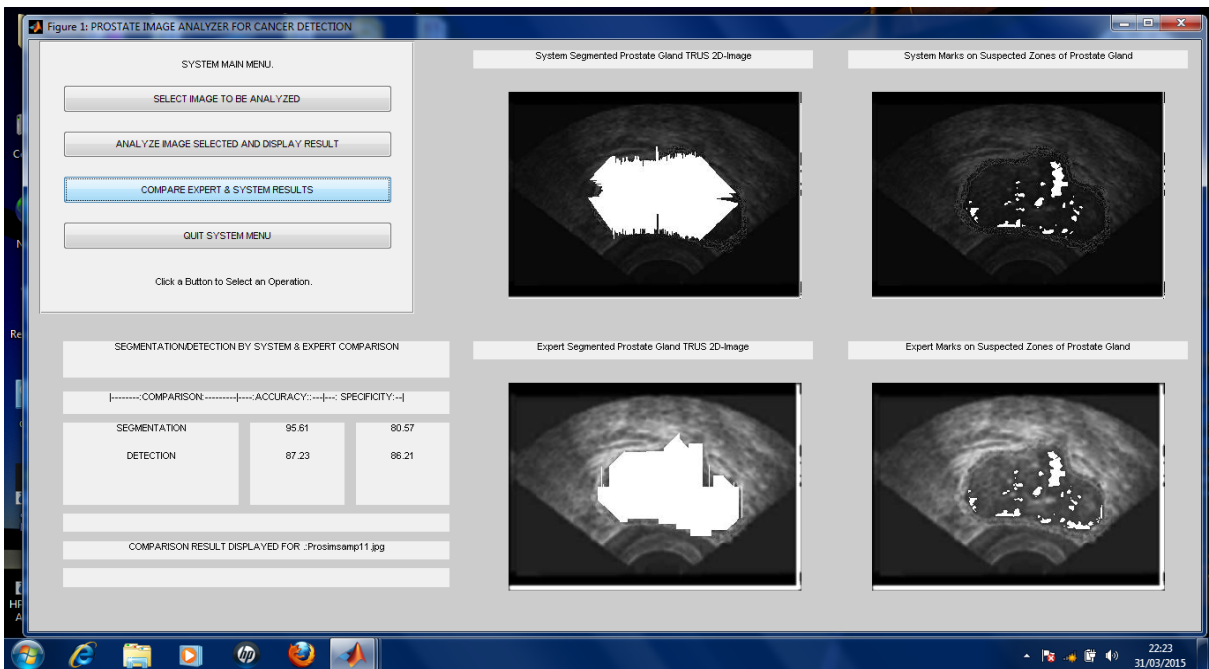 Figure 1: PROSTATE IMAGE ANALYZER FOR CANCER DETECTION
SYSTEM MAIN MENU.
SELECT IMAGE TO BE ANALYZED
ANALYZE IMAGE SELECTED AND DISPLAY RESULT
COMPARE EXPERT & SYSTEM RESULTS
QUIT SYSTEM MENU
Click a Button to Select an Operation.
System Segmented Prostate Gland TRUS 2D-Image
System Marks on Suspected Zones of Prostate Gland
SEGMENTATION/DETECTION BY SYSTEM & EXPERT COMPARISON
|--------:COMPARISON:---------|----:ACCURACY::---|---: SPECIFICITY:--|
SEGMENTATION 95.61 80.57
DETECTION 87.23 86.21
COMPARISON RESULT DISPLAYED FOR .:Prosimsamp11.jpg
Expert Segmented Prostate Gland TRUS 2D-Image
Expert Marks on Suspected Zones of Prostate Gland
Re
HP
A
hp
22:23
31/03/2015